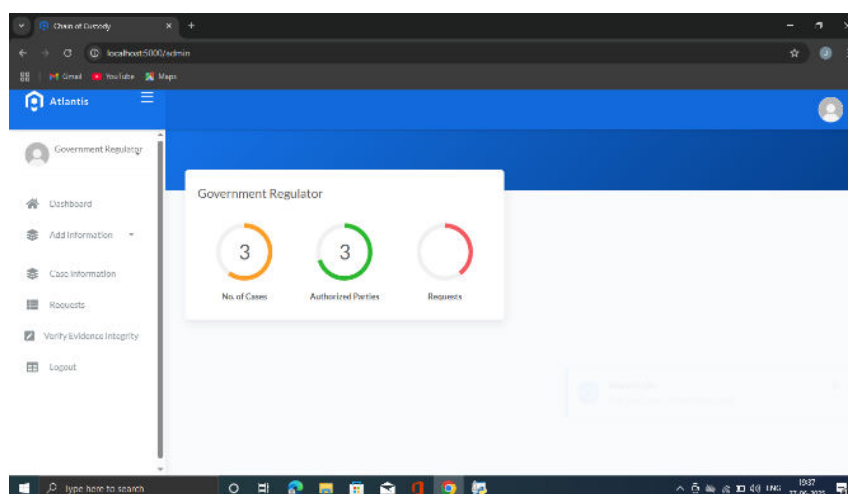 Chain of Custody × +
localhost:5000/admin
Gmail YouTube Maps
Atlantis
Government Regulator
Dashboard
Add Information
Case Information
Requests
Verify Evidence Integrity
Logout
Government Regulator
3 3
No. of Cases Authorized Parties Requests
Type here to search
ENG 19:37